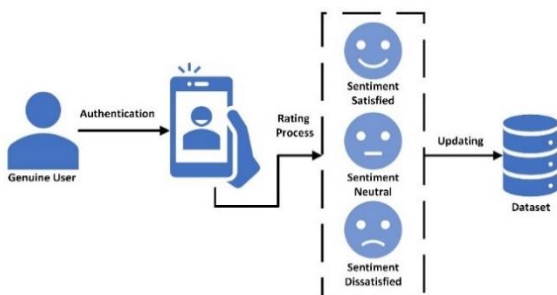 Authentication
Genuine User
Rating
Process
Sentiment
Satisfied
Sentiment
Neutral
Sentiment
Dissatisfied
Updating
Dataset